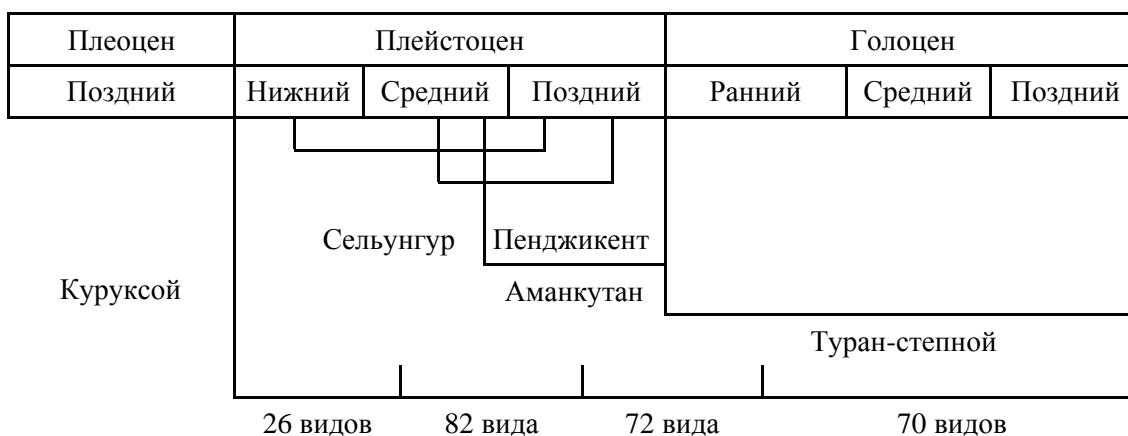 Плеоцен Плейстоцен Голоцен
Поздний Нижний Средний Поздний Ранний Средний Поздний
Сельунгур Пенджикент
Куруксой Аманкутан
Туран-степной
26 видов 82 вида 72 вида 70 видов